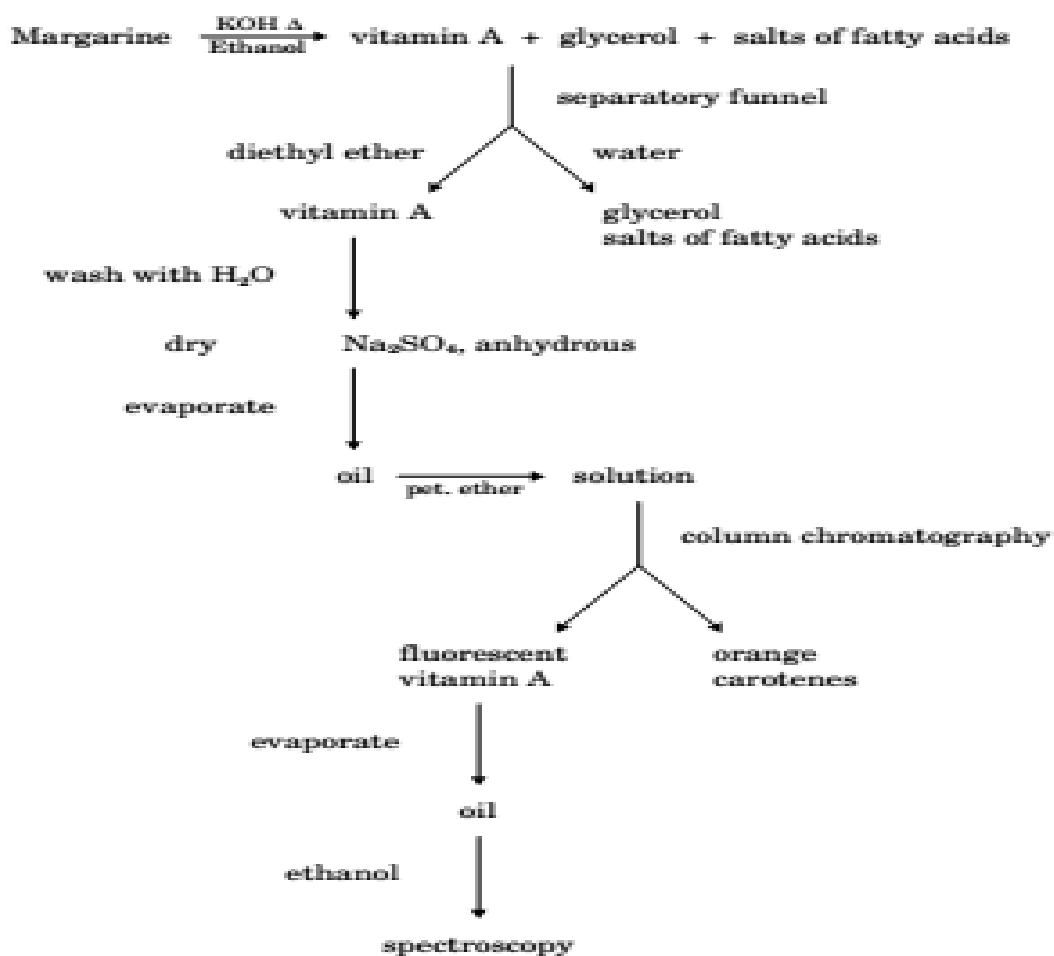 KOH Δ
Margarine Ethanol vitamin A + glycerol + salts of fatty acids
separatory funnel
diethyl ether water
vitamin A glycerol
salts of fatty acids
wash with H₂O
dry Na₂SO₄, anhydrous
evaporate
oil pet. ether solution
column chromatography
fluorescent orange
vitamin A carotenes
evaporate
oil
ethanol
spectroscopy